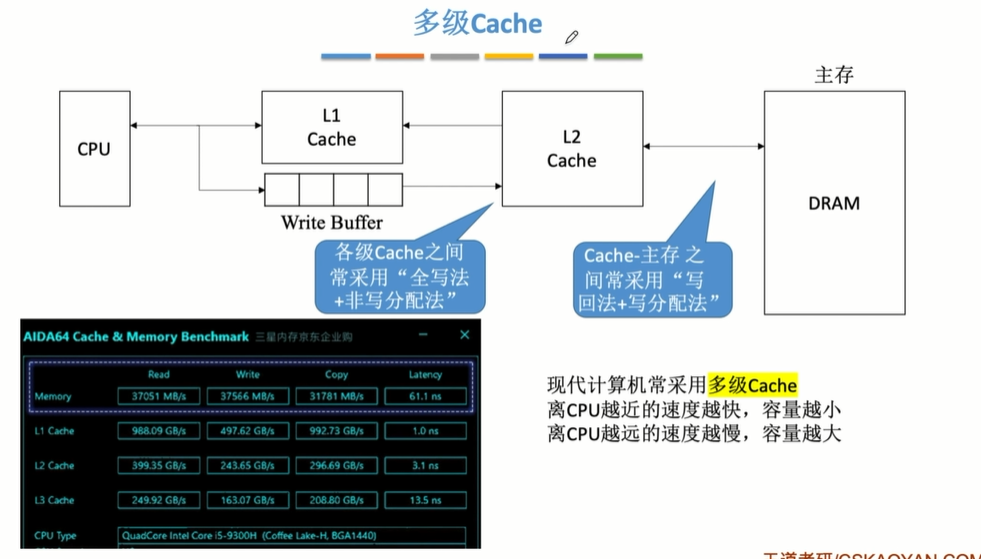 多级Cache
主存
CPU
L1
Cache
L2
Cache
DRAM
Write Buffer
各级Cache之间
常采用“全写法
+非写分配法”
Cache-主存 之
间常采用“写
回法+写分配法”
AIDA64 Cache & Memory Benchmark 三星内存京东企业购
Read Write Copy Latency
Memory 37051 MB/s 37566 MB/s 31781 MB/s 61.1 ns
L1 Cache 988.09 GB/s 497.62 GB/s 992.73 GB/s 1.0 ns
L2 Cache 399.35 GB/s 243.65 GB/s 296.69 GB/s 3.1 ns
L3 Cache 249.92 GB/s 163.07 GB/s 208.80 GB/s 13.5 ns
CPU Type QuadCore Intel Core i5-9300H (Coffee Lake-H, BGA1440)
现代计算机常采用多级Cache
离CPU越近的速度越快，容量越小
离CPU越远的速度越慢，容量越大
王道考研/CSKAOYAN.COM